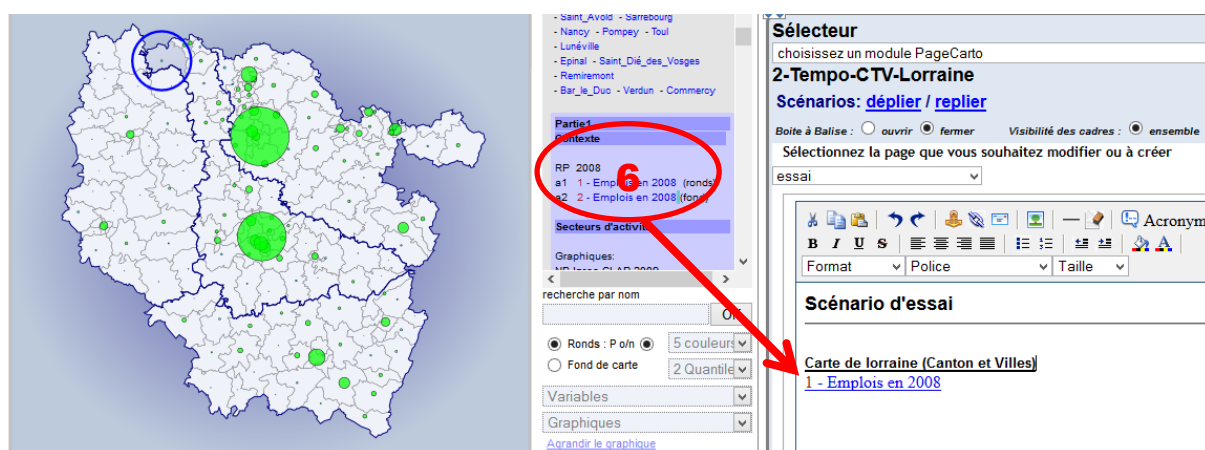 - Saint_Avold - Sarrebourg
- Nancy - Pompey - Toul
- Lunéville
- Epinal - Saint_Dié_des_Vosges
- Remiremont
- Bar_le_Duc - Verdun - Commercy
Partie1
Contexte
RP 2008
a1 1 - Emplois en 2008 (ronds)
a2 2 - Emplois en 2008 (fond)
6
Secteurs d'activité
Graphiques:
recherche par nom
OK
Ronds : P o/n
5 couleurs
Fond de carte
2 Quantile
Variables
Graphiques
Agrandir le graphique
Sélecteur
choisissez un module PageCarto
2-Tempo-CTV-Lorraine
Scénarios: déplier / replier
Boite à Balise : ouvrir fermer Visibilité des cadres : ensemble
Sélectionnez la page que vous souhaitez modifier ou à créer
essai
Acronym
B I U S
Format Police Taille
Scénario d'essai
Carte de lorraine (Canton et Villes)
1 - Emplois en 2008